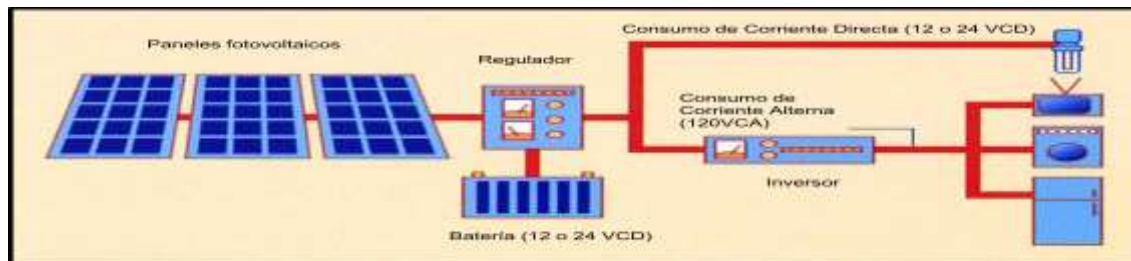 Consumo de Corriente Directa (12 o 24 VCD)
Paneles fotovoltaicos
Regulador
Consumo de
Corriente Alterna
(120VCA)
Inversor
Batería (12 o 24 VCD)